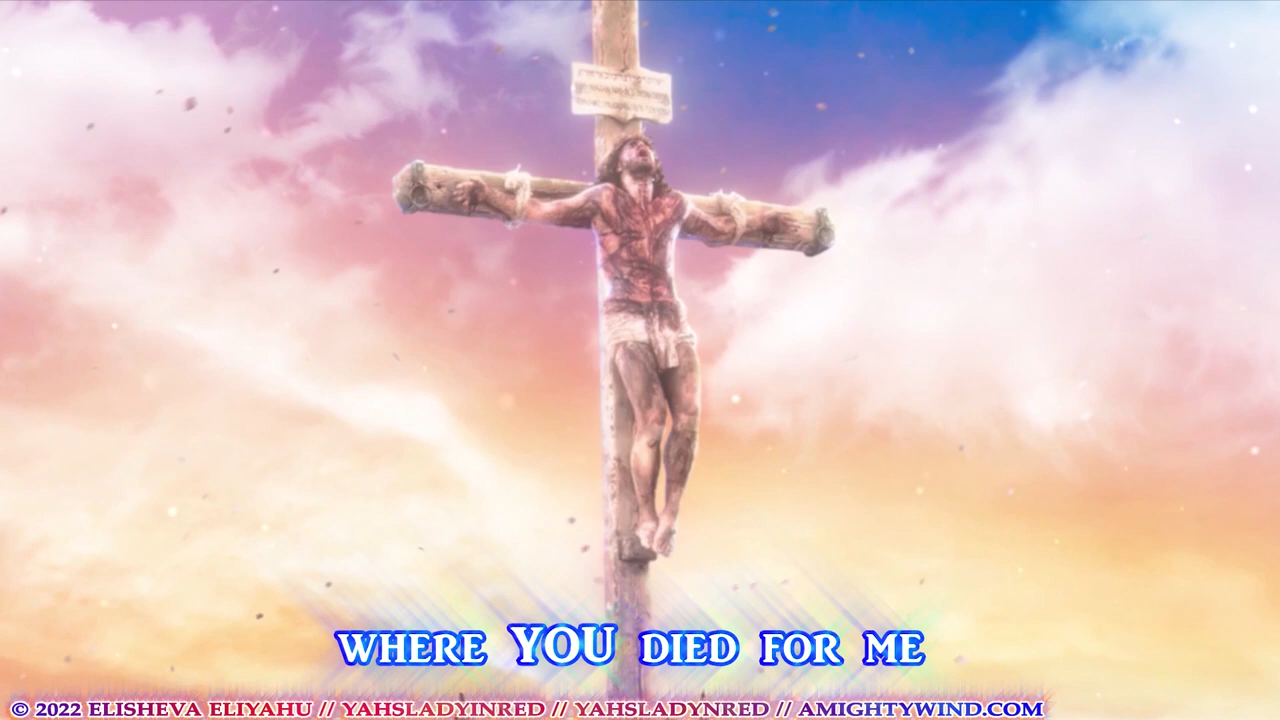 WHERE YOU DIED FOR ME
© 2022 ELISHEVA ELIYAHU // YAHSLADYINRED // YAHSLADYNRED // AMIGHTYWIND.COM